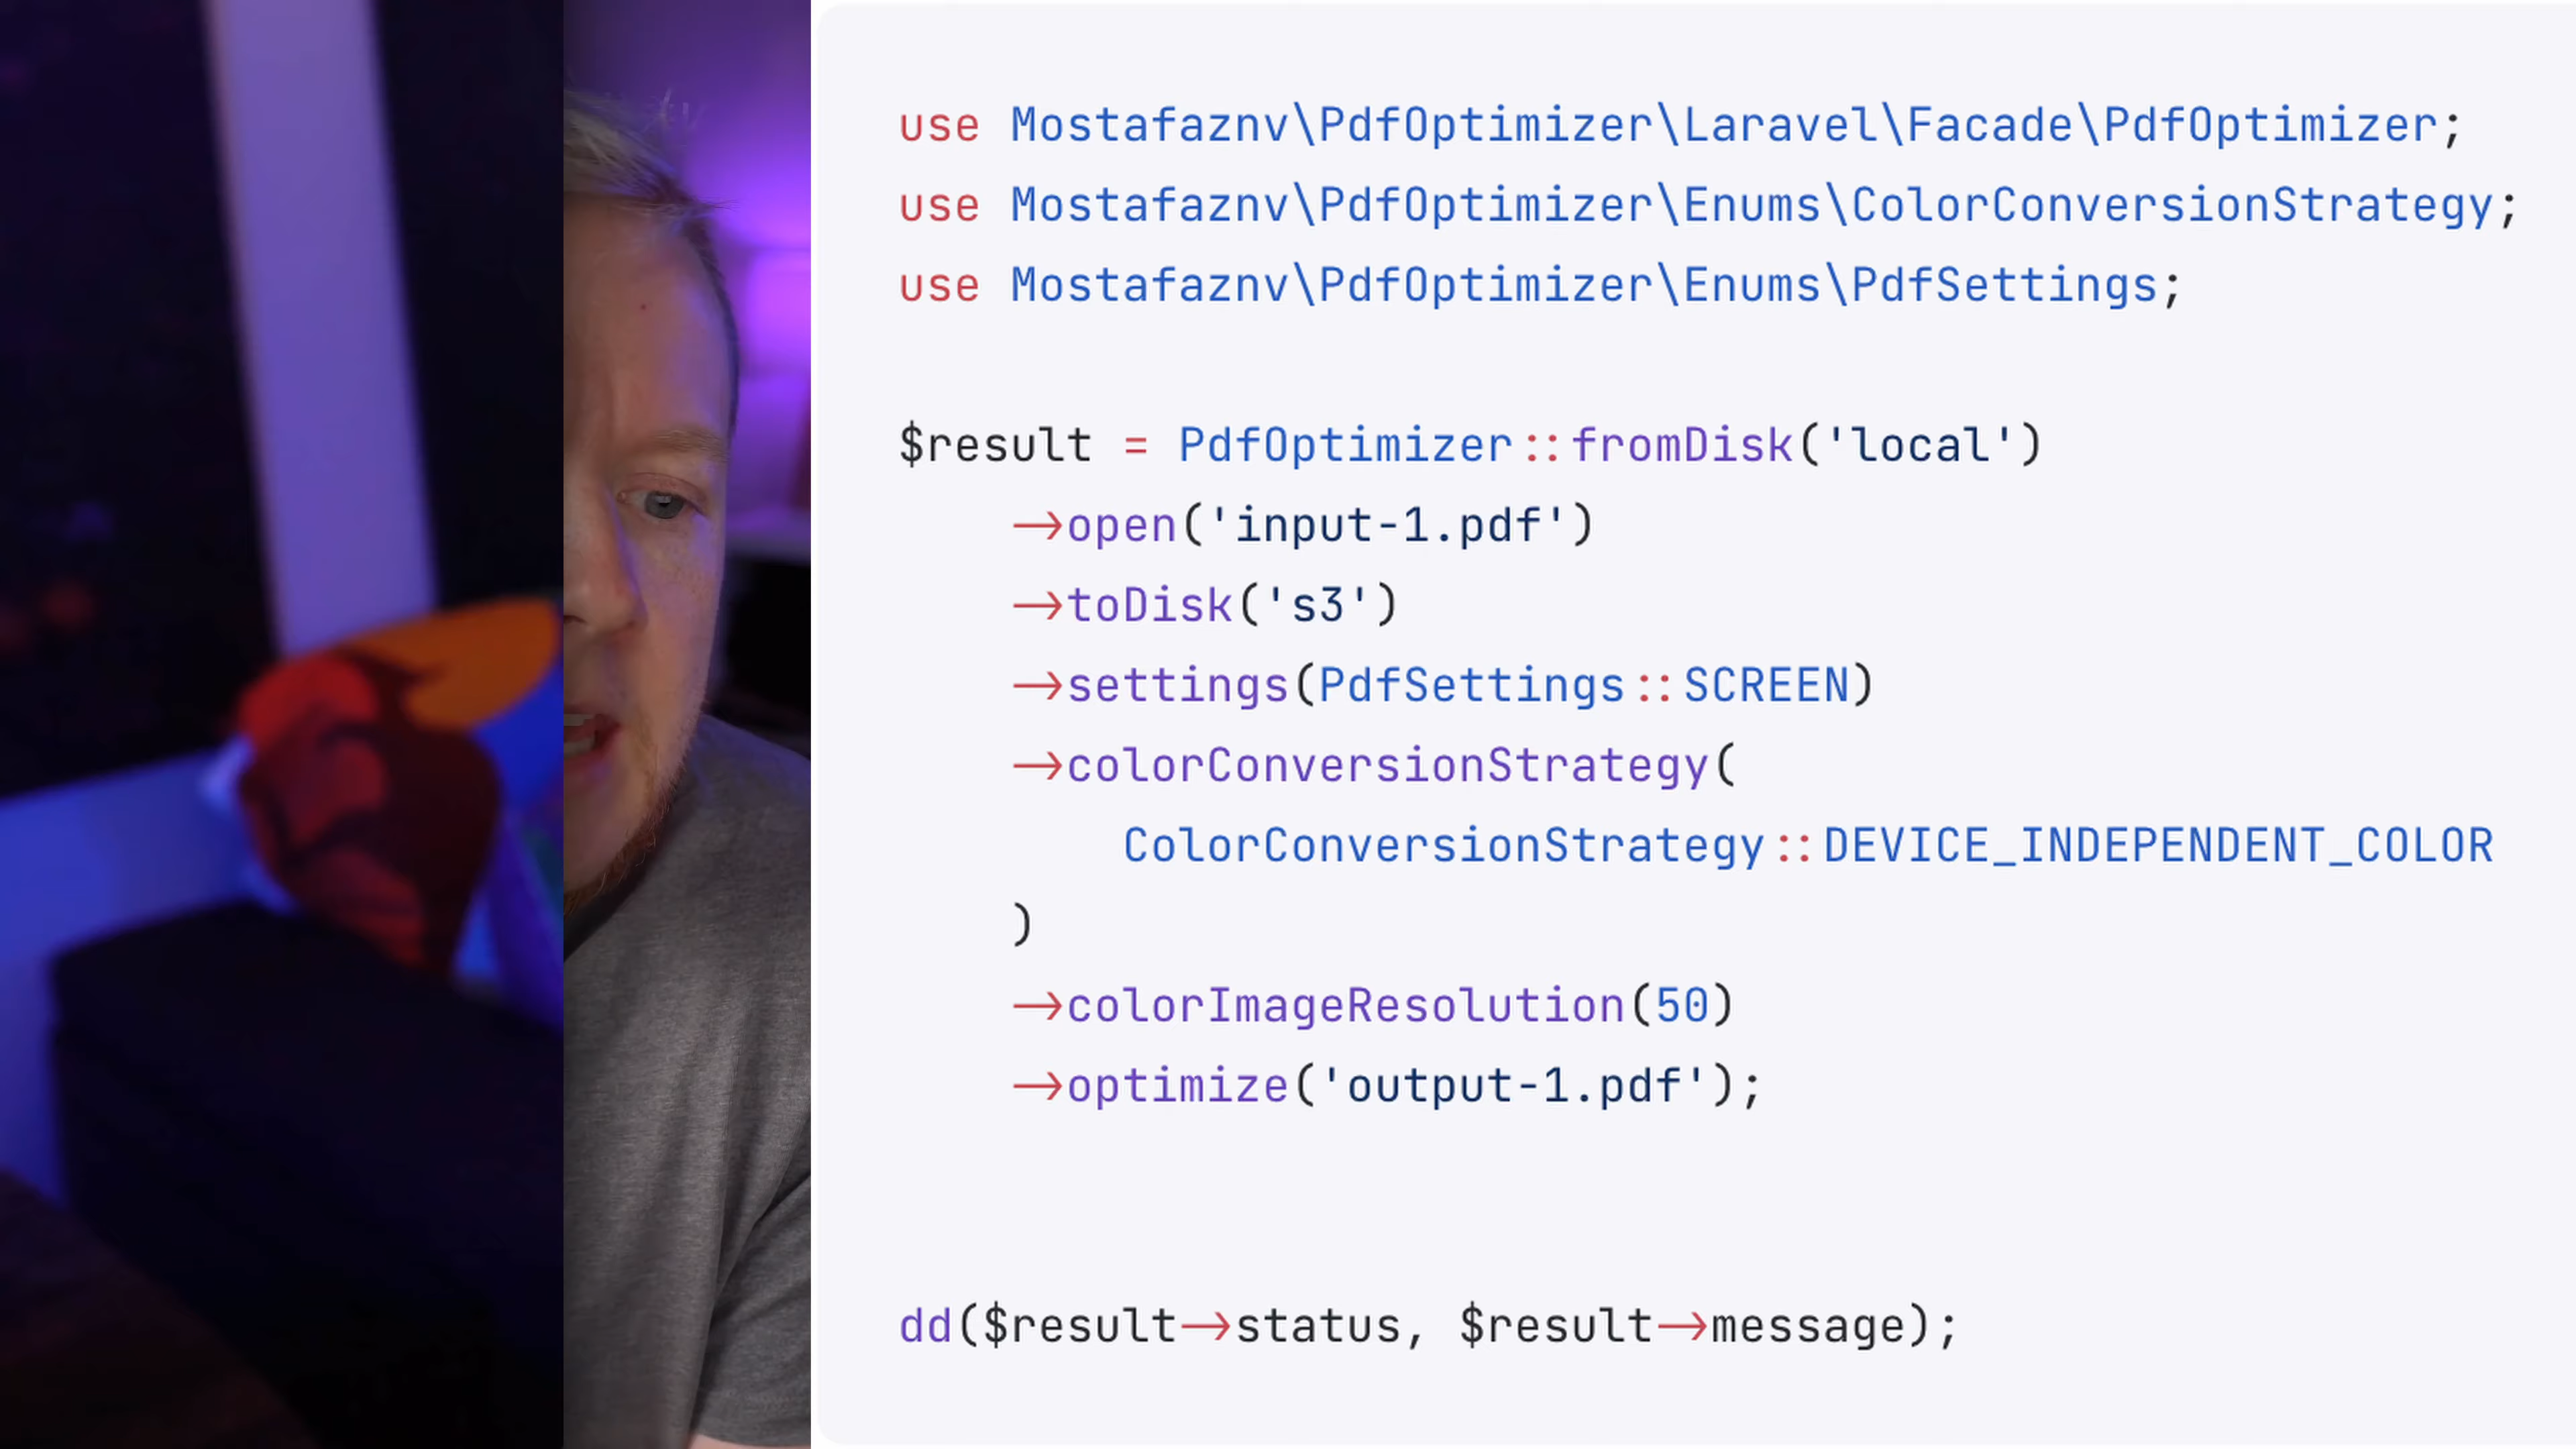 use Mostafaznv\PdfOptimizer\Laravel\Facade\PdfOptimizer;
use Mostafaznv\PdfOptimizer\Enums\ColorConversionStrategy;
use Mostafaznv\PdfOptimizer\Enums\PdfSettings;
$result = PdfOptimizer::fromDisk('local')
->open('input-1.pdf')
->toDisk('s3')
->settings(PdfSettings::SCREEN)
->colorConversionStrategy(
ColorConversionStrategy::DEVICE_INDEPENDENT_COLOR
)
->colorImageResolution(50)
->optimize('output-1.pdf');
dd($result->status, $result->message);